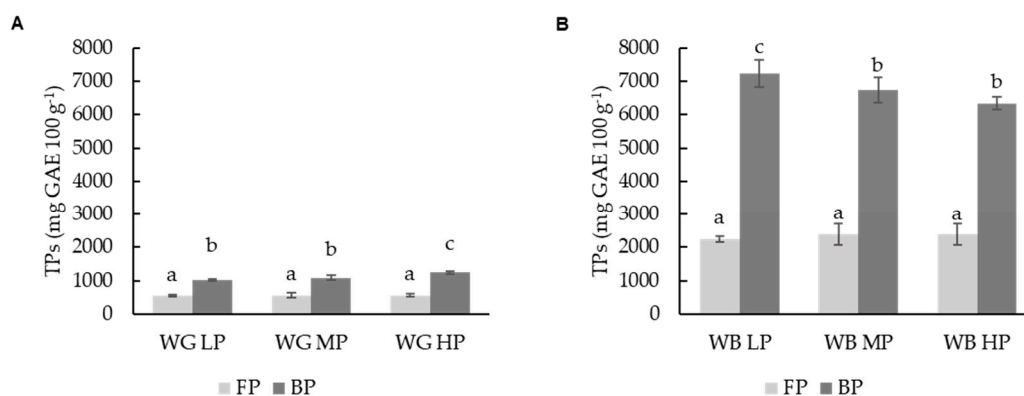 A
TPs (mg GAE 100 g⁻¹)
8000
7000
6000
5000
4000
3000
2000
1000
0
a b a b a c
WG LP WG MP WG HP
FP BP
B
TPs (mg GAE 100 g⁻¹)
8000
7000
6000
5000
4000
3000
2000
1000
0
a c a b a b
WB LP WB MP WB HP
FP BP